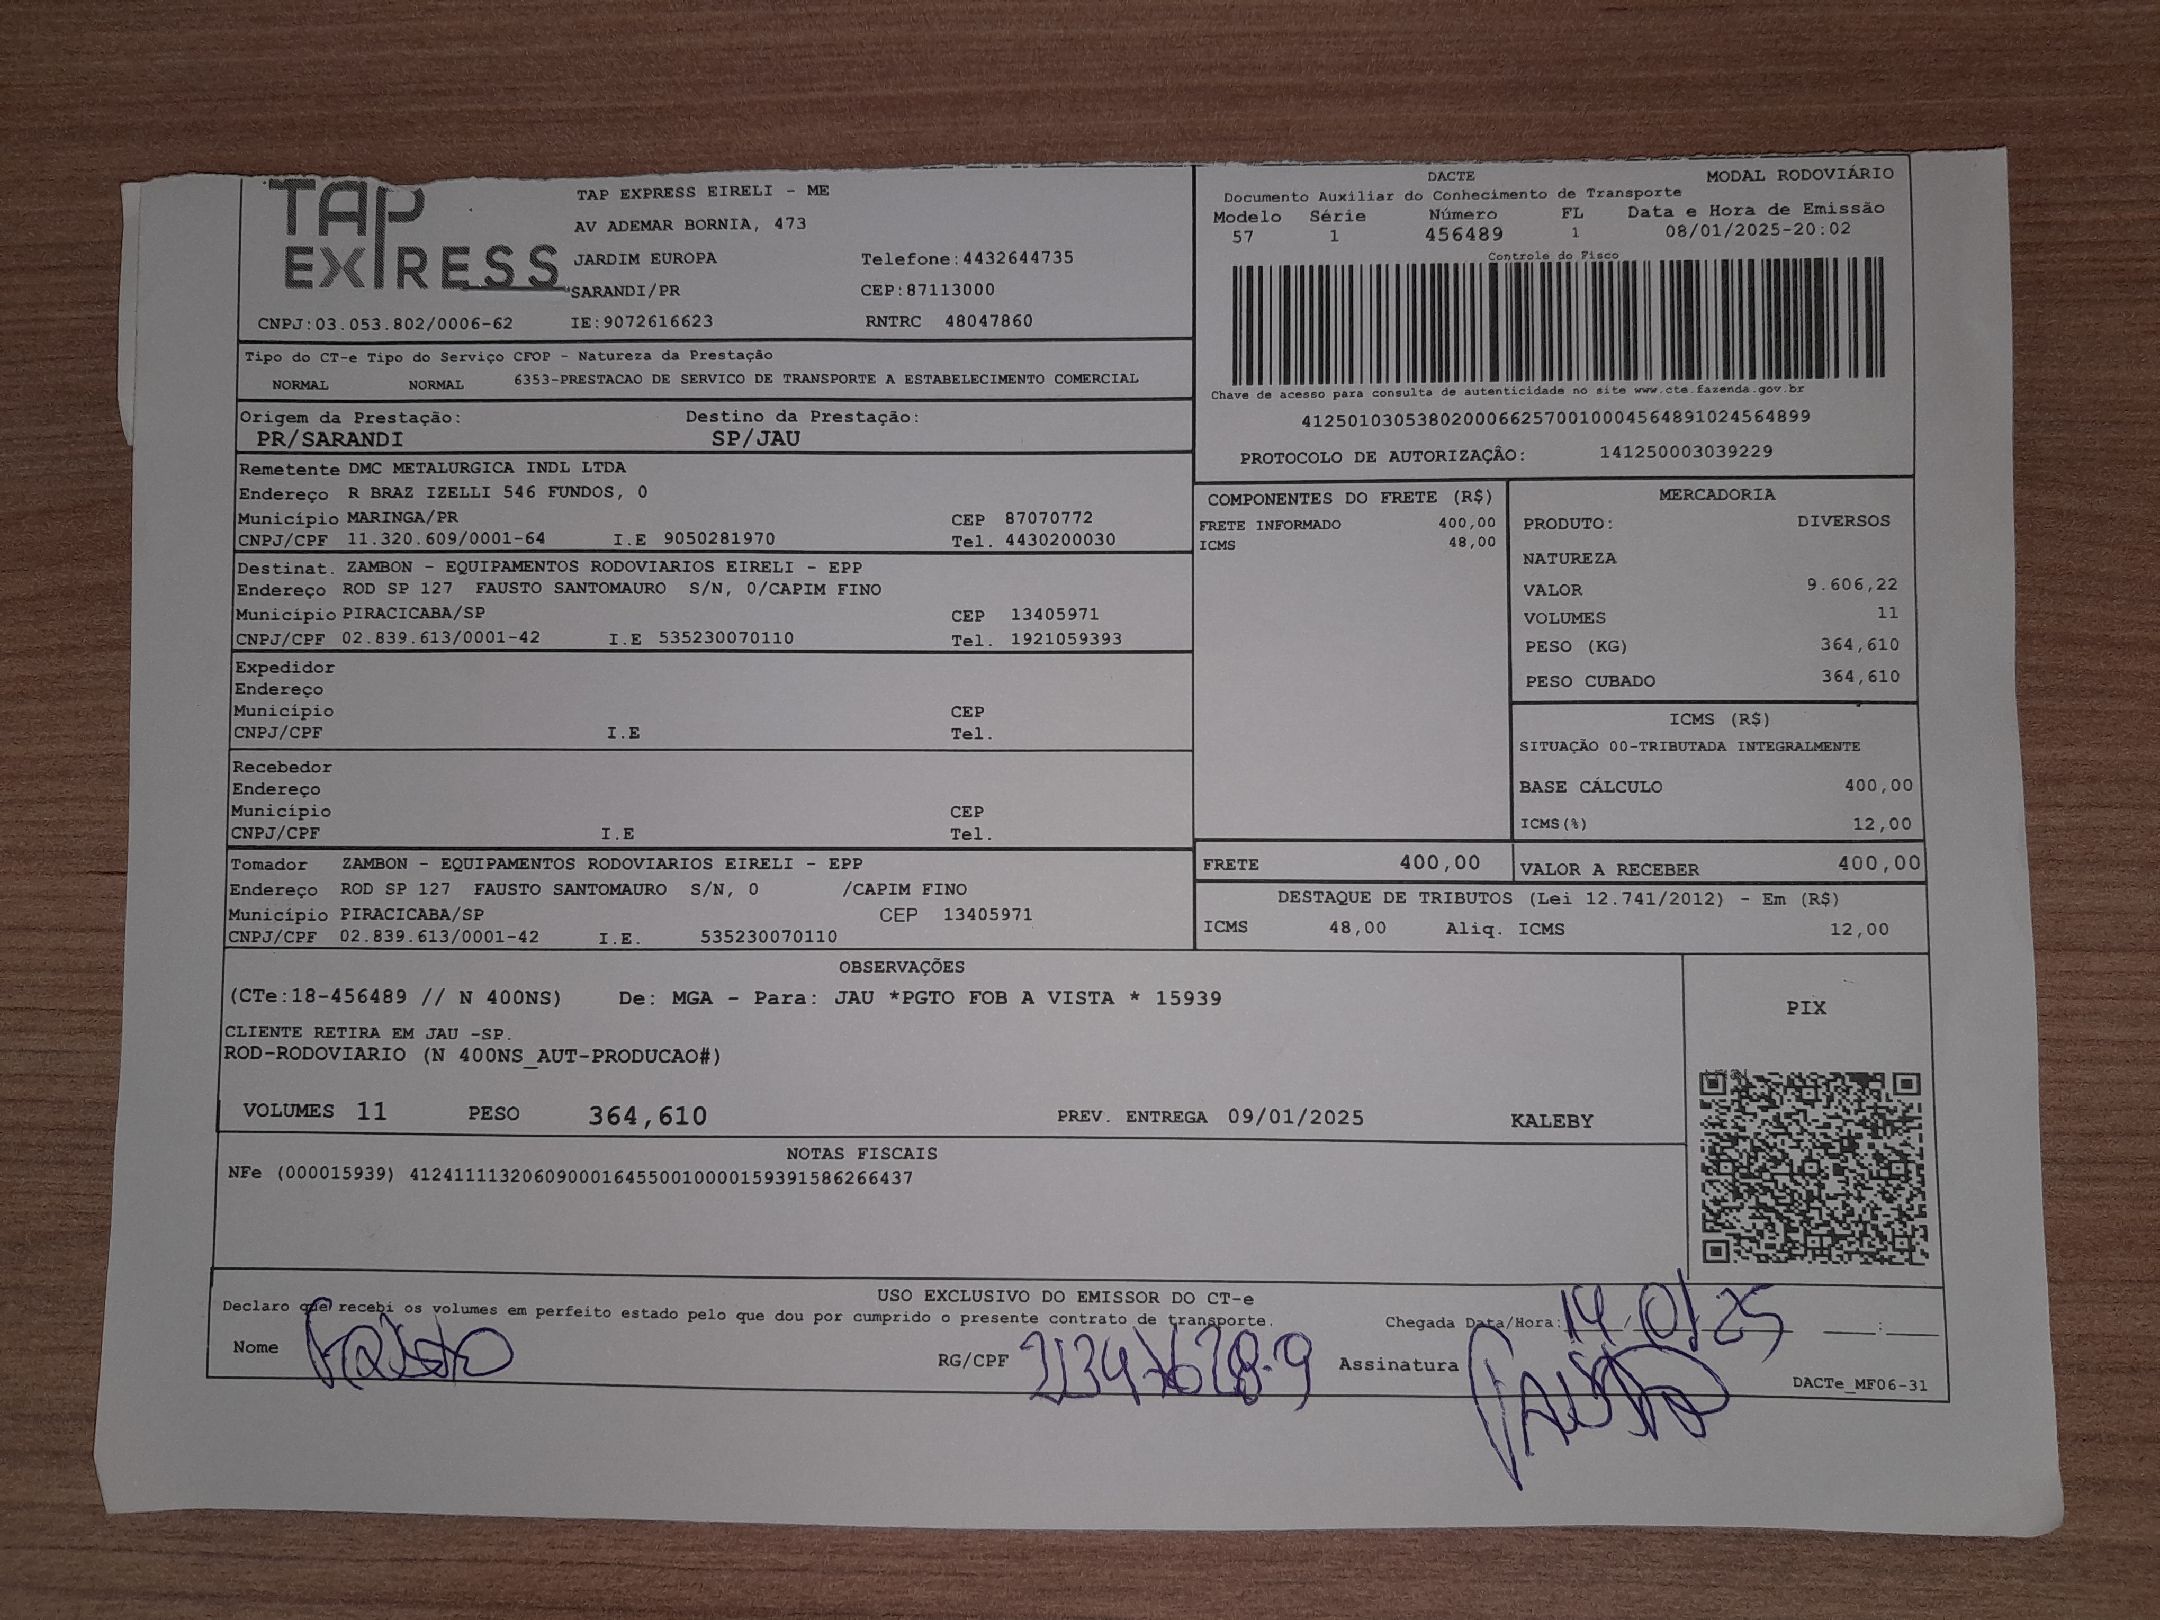 TAP EXPRESS
TAP EXPRESS EIRELI - ME
AV ADEMAR BORNIA, 473
JARDIM EUROPA Telefone:4432644735
SARANDI/PR CEP:87113000
CNPJ:03.053.802/0006-62 IE:9072616623 RNTRC 48047860
DACTE MODAL RODOVIÁRIO
Documento Auxiliar do Conhecimento de Transporte
Modelo Série Número FL Data e Hora de Emissão
57 1 456489 1 08/01/2025-20:02
Controle do Fisco
Chave de acesso para consulta de autenticidade no site www.cte.fazenda.gov.br
41250103053802000662570010004564891024564899
PROTOCOLO DE AUTORIZAÇÃO: 141250003039229
Tipo do CT-e Tipo do Serviço CFOP - Natureza da Prestação
NORMAL NORMAL 6353-PRESTACAO DE SERVICO DE TRANSPORTE A ESTABELECIMENTO COMERCIAL
Origem da Prestação: Destino da Prestação:
PR/SARANDI SP/JAU
Remetente DMC METALURGICA INDL LTDA
Endereço R BRAZ IZELLI 546 FUNDOS, 0
Município MARINGA/PR CEP 87070772
CNPJ/CPF 11.320.609/0001-64 I.E 9050281970 Tel. 4430200030
Destinat. ZAMBON - EQUIPAMENTOS RODOVIARIOS EIRELI - EPP
Endereço ROD SP 127 FAUSTO SANTOMAURO S/N, 0/CAPIM FINO
Município PIRACICABA/SP CEP 13405971
CNPJ/CPF 02.839.613/0001-42 I.E 535230070110 Tel. 1921059393
Expedidor
Endereço
Município CEP
CNPJ/CPF I.E Tel.
Recebedor
Endereço
Município CEP
CNPJ/CPF I.E Tel.
Tomador ZAMBON - EQUIPAMENTOS RODOVIARIOS EIRELI - EPP
Endereço ROD SP 127 FAUSTO SANTOMAURO S/N, 0 /CAPIM FINO
Município PIRACICABA/SP CEP 13405971
CNPJ/CPF 02.839.613/0001-42 I.E. 535230070110
COMPONENTES DO FRETE (R$)
FRETE INFORMADO 400,00
ICMS 48,00
MERCADORIA
PRODUTO: DIVERSOS
NATUREZA
VALOR 9.606,22
VOLUMES 11
PESO (KG) 364,610
PESO CUBADO 364,610
ICMS (R$)
SITUAÇÃO 00-TRIBUTADA INTEGRALMENTE
BASE CÁLCULO 400,00
ICMS(%) 12,00
FRETE 400,00 VALOR A RECEBER 400,00
DESTAQUE DE TRIBUTOS (Lei 12.741/2012) - Em (R$)
ICMS 48,00 Aliq. ICMS 12,00
OBSERVAÇÕES
(CTe:18-456489 // N 400NS) De: MGA - Para: JAU *PGTO FOB A VISTA * 15939
CLIENTE RETIRA EM JAU -SP.
ROD-RODOVIARIO (N 400NS_AUT-PRODUCAO#)
VOLUMES 11 PESO 364,610 PREV. ENTREGA 09/01/2025 KALEBY
PIX
NOTAS FISCAIS
NFe (000015939) 41241111320609000164550010000159391586266437
USO EXCLUSIVO DO EMISSOR DO CT-e
Declaro que recebi os volumes em perfeito estado pelo que dou por cumprido o presente contrato de transporte.
Chegada Data/Hora: 14/01/25 :
Nome Fausto RG/CPF Assinatura
DACTe_MF06-31